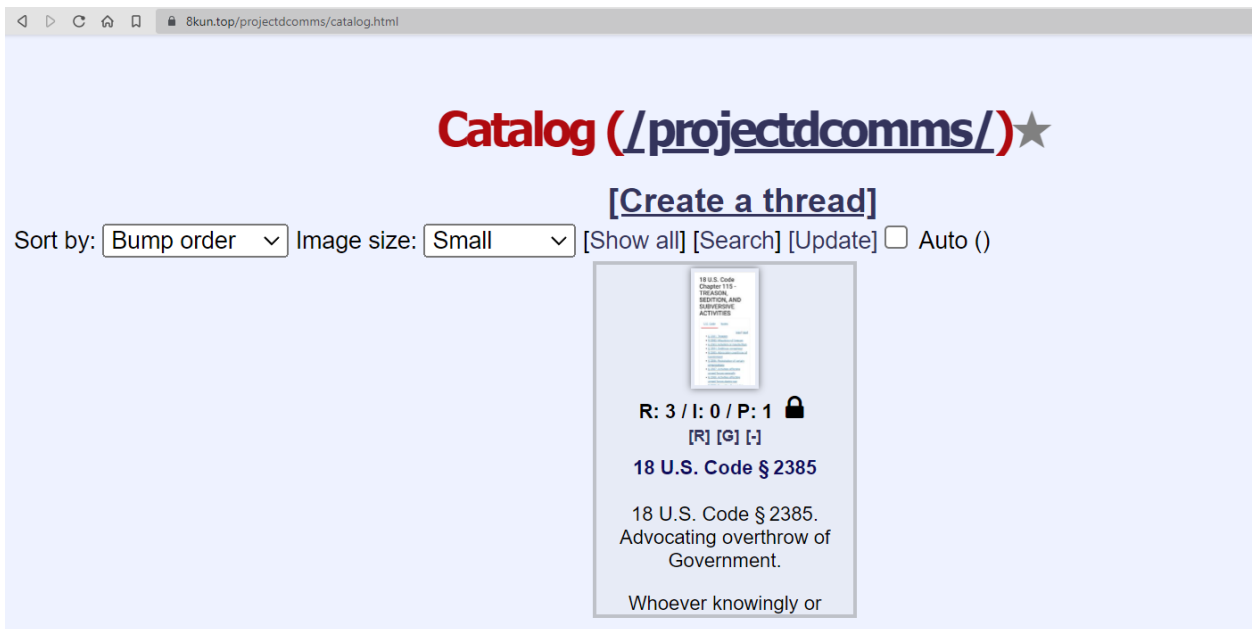 8kun.top/projectdcomms/catalog.html
Catalog (/projectdcomms/)★
[Create a thread]
Sort by: Bump order Image size: Small [Show all] [Search] [Update] Auto ()
18 U.S. Code
Chapter 115 -
TREASON,
SEDITION, AND
SUBVERSIVE
ACTIVITIES
R: 3 / I: 0 / P: 1
[R] [G] [-]
18 U.S. Code § 2385
18 U.S. Code § 2385.
Advocating overthrow of
Government.
Whoever knowingly or